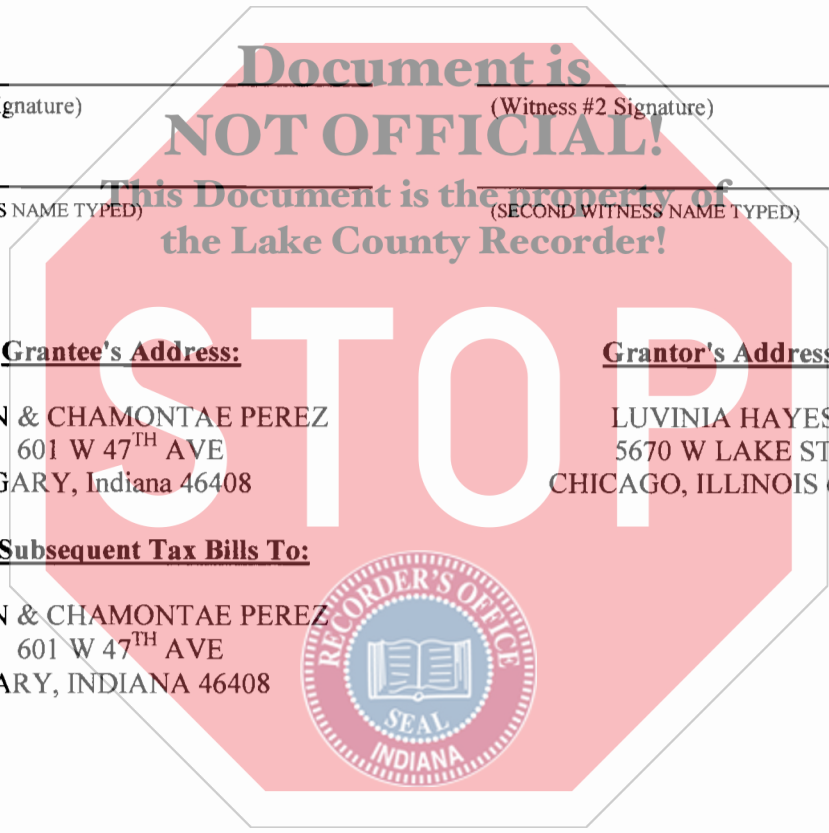 Document is
gnature) (Witness #2 Signature)
NOT OFFICIAL!
This Document is the property of
S NAME TYPED) (SECOND WITNESS NAME TYPED)
the Lake County Recorder!
STOP
Grantee's Address: Grantor's Address
N & CHAMONTAE PEREZ LUVINIA HAYES
601 W 47TH AVE 5670 W LAKE ST
GARY, Indiana 46408 CHICAGO, ILLINOIS
Subsequent Tax Bills To:
N & CHAMONTAE PEREZ
601 W 47TH AVE
ARY, INDIANA 46408
RECORDER'S OFFICE
SEAL
INDIANA